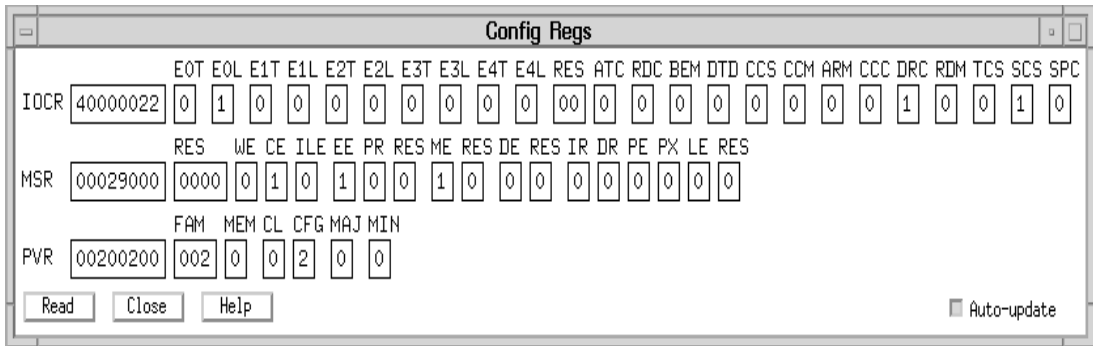 Config Regs
E0T E0L E1T E1L E2T E2L E3T E3L E4T E4L RES ATC RDC BEM DTD CCS CCM ARM CCC DRC RDM TCS SCS SPC
IOCR 40000022 0 1 0 0 0 0 0 0 0 0 00 0 0 0 0 0 0 0 0 1 0 0 1 0
RES WE CE ILE EE PR RES ME RES DE RES IR DR PE PX LE RES
MSR 00029000 0000 0 1 0 1 0 0 1 0 0 0 0 0 0 0 0
FAM MEM CL CFG MAJ MIN
PVR 00200200 002 0 0 2 0 0
Read Close Help Auto-update